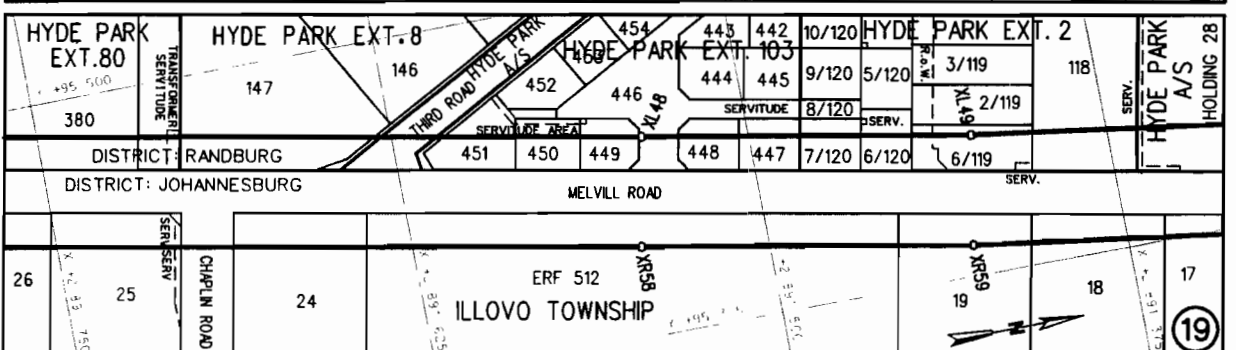 HYDE PARK
EXT.80
380
TRANSFORMER
SERVITUDE
HYDE PARK EXT.8
147
146
THIRD ROAD HYDE PARK
A/S
HYDE PARK EXT. 103
454
452
446
XL48
SERVITUDE AREA
451
450
449
443
442
444
445
SERVITUDE
448
447
10/120
9/120
8/120
7/120
HYDE PARK EXT. 2
5/120
SERV.
6/120
R.o.W.
3/119
XL49
2/119
6/119
SERV.
118
SERV.
HYDE PARK
A/S
HOLDING 28
DISTRICT: RANDBURG
DISTRICT: JOHANNESBURG
MELVILL ROAD
26
25
SERV.
SERV
CHAPLIN ROAD
24
ERF 512
ILLOVO TOWNSHIP
XR58
XR59
19
18
17
N
19